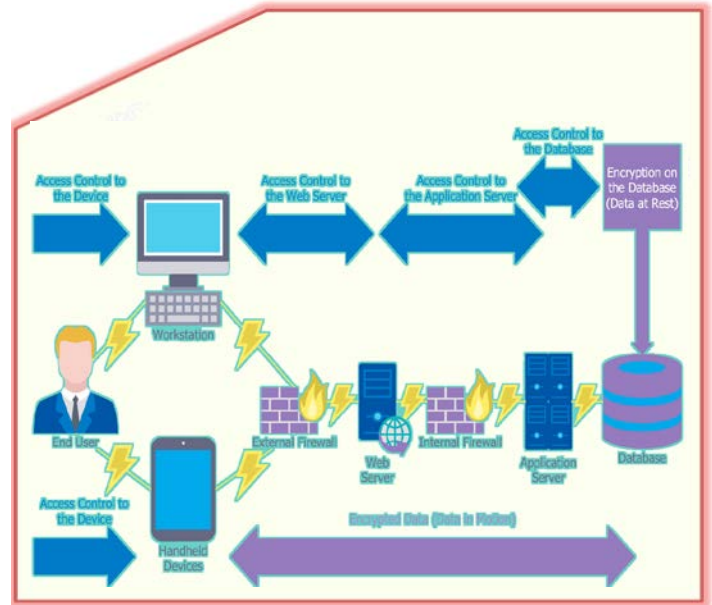 Access Control to
the Database
Access Control to
the Device
Access Control to
the Web Server
Access Control to
the Application Server
Encryption on
the Database
(Data at Rest)
Workstation
End User
External Firewall
Web
Server
Internal Firewall
Application
Server
Database
Access Control to
the Device
Handheld
Devices
Encrypted Data (Data in Motion)